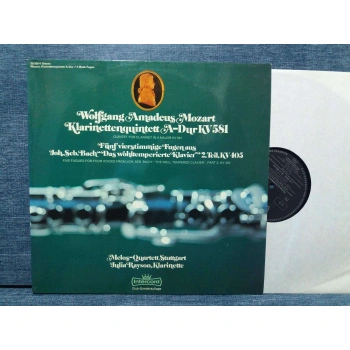 Wolfgang Amadeus Mozart
Klarinettenquintett A-Dur KV 581
QUINTET FOR CLARINET IN A MAJOR KV 581
Fünf vierstimmige Fugen aus
Joh. Seb. Bach "Das wohltemperierte Klavier" 2. Teil, KV 405
Melos-Quartett Stuttgart
Julia Rayson, Klarinette
Intercord